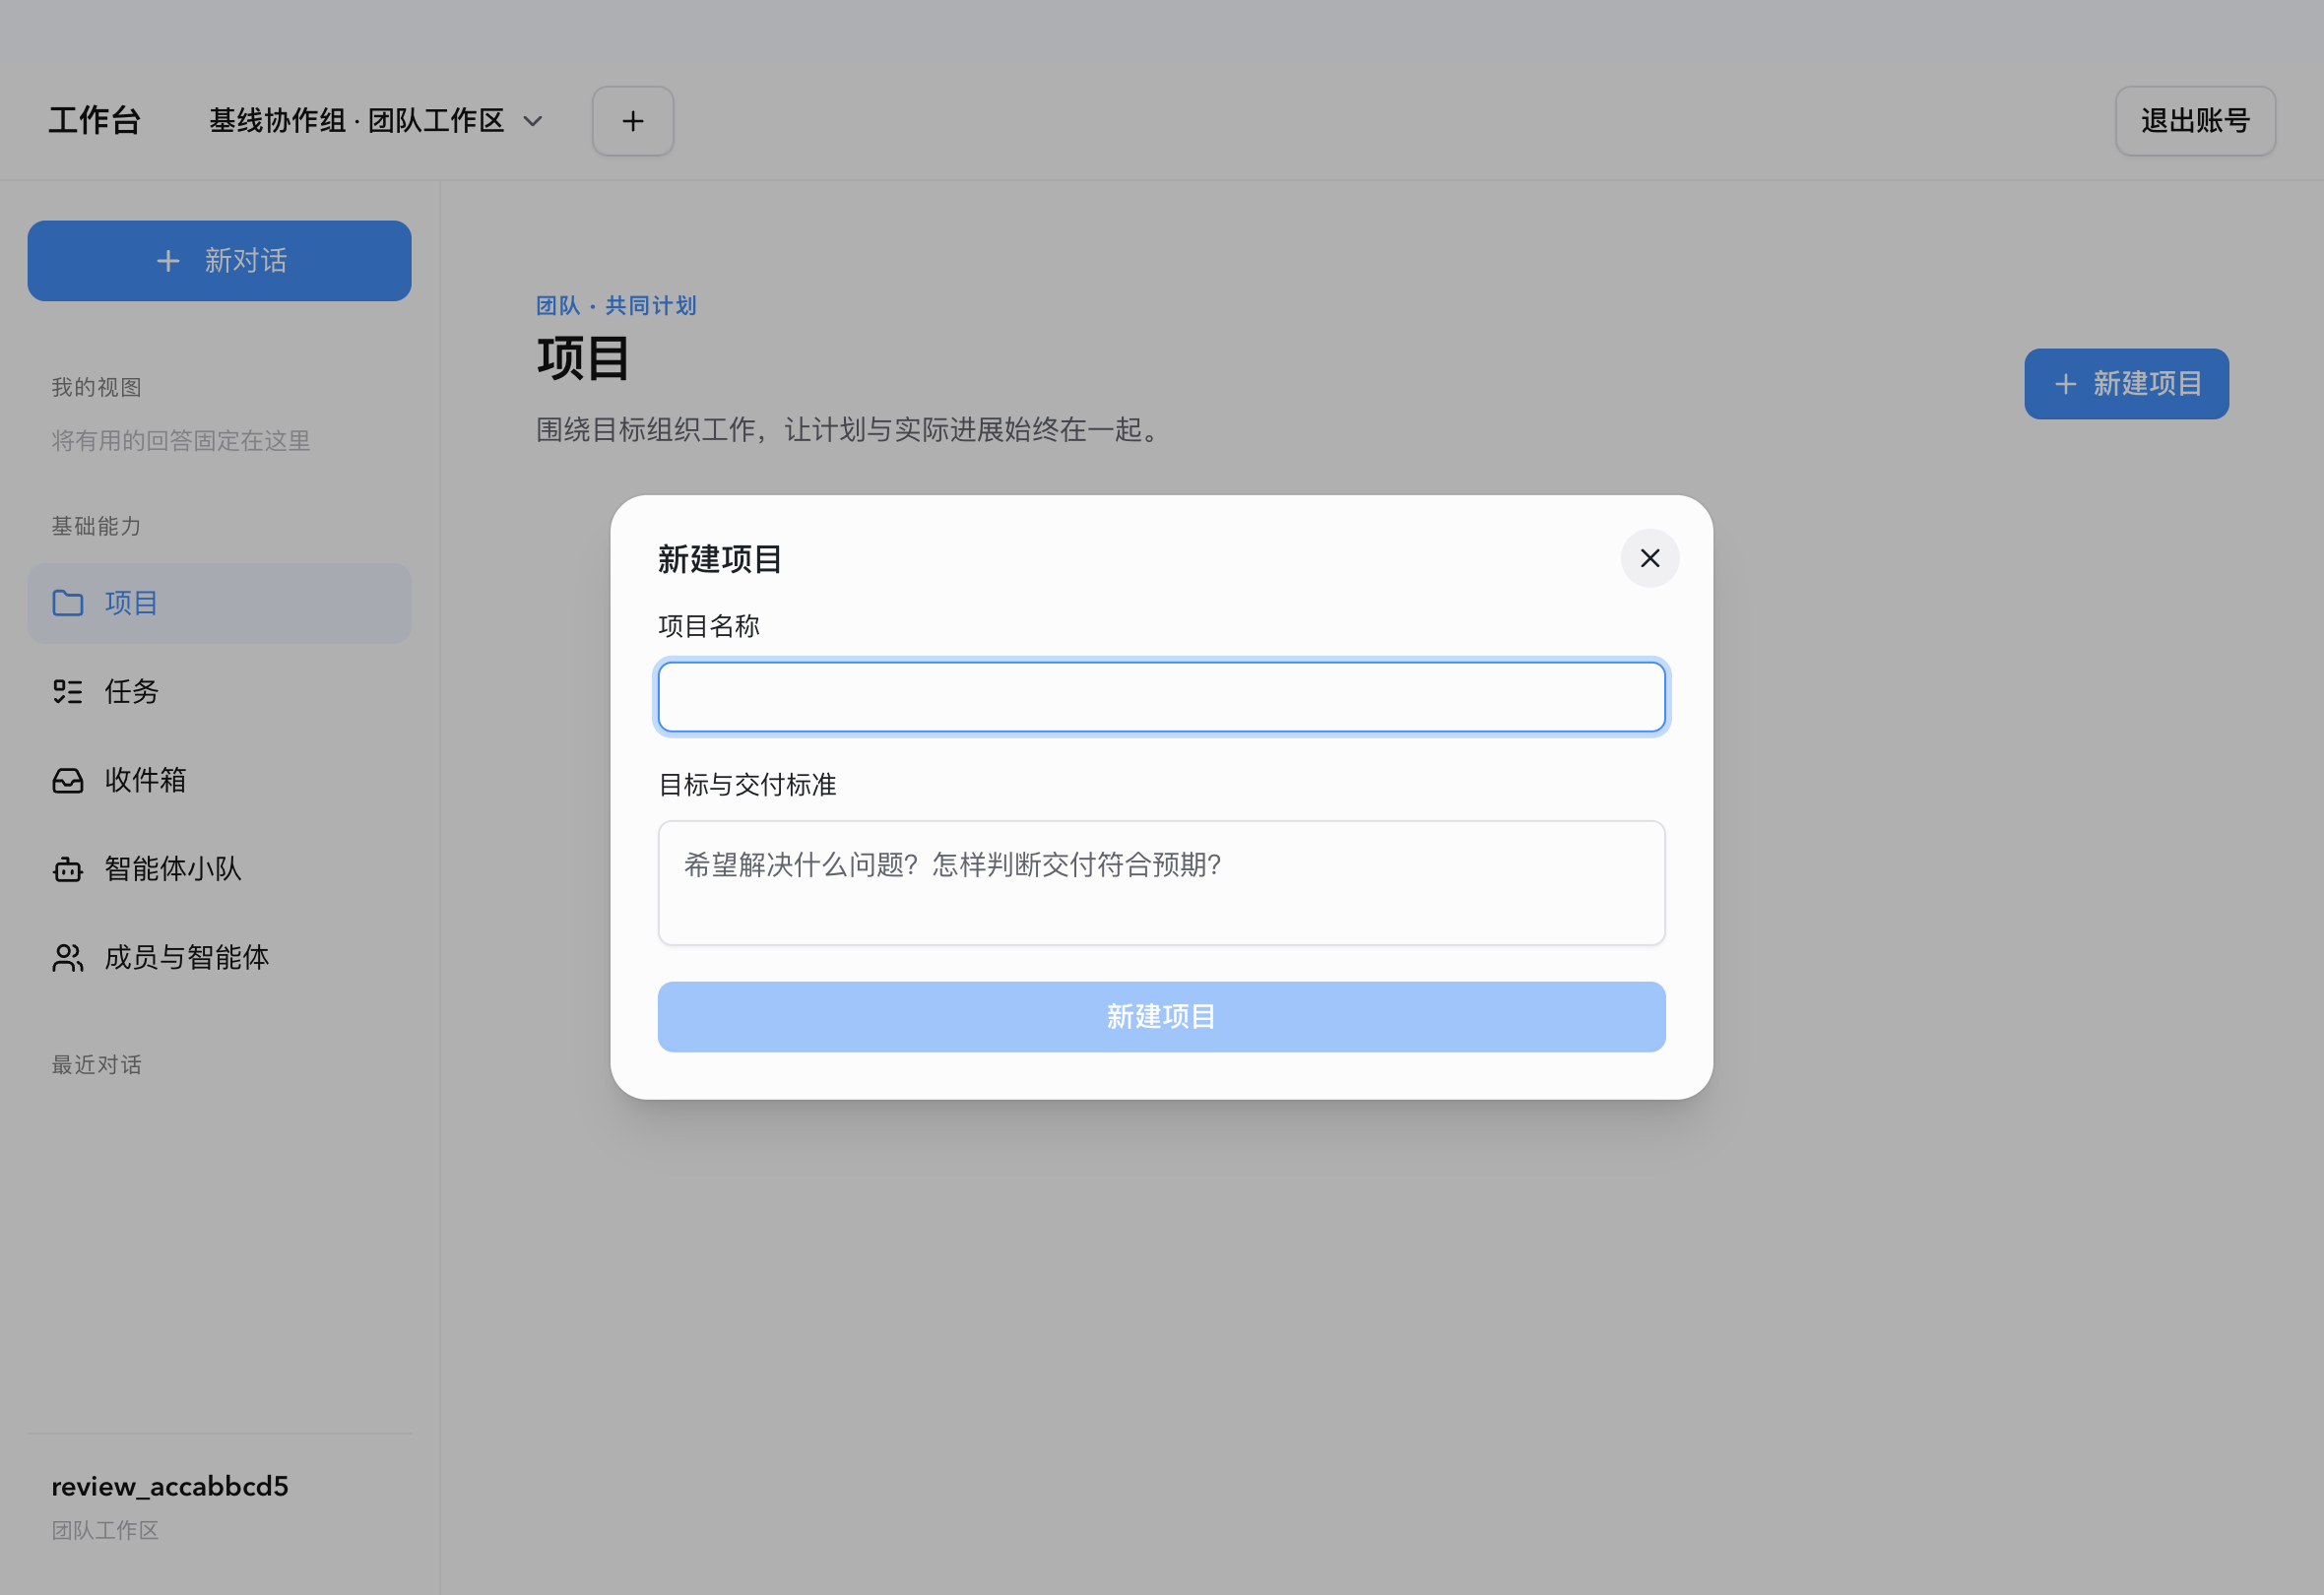 工作台
基线协作组 · 团队工作区
退出账号
新对话
我的视图
将有用的回答固定在这里
基础能力
项目
任务
收件箱
智能体小队
成员与智能体
最近对话
review_accabbcd5
团队工作区
团队 · 共同计划
项目
围绕目标组织工作，让计划与实际进展始终在一起。
新建项目
新建项目
项目名称
目标与交付标准
希望解决什么问题？怎样判断交付符合预期？
新建项目